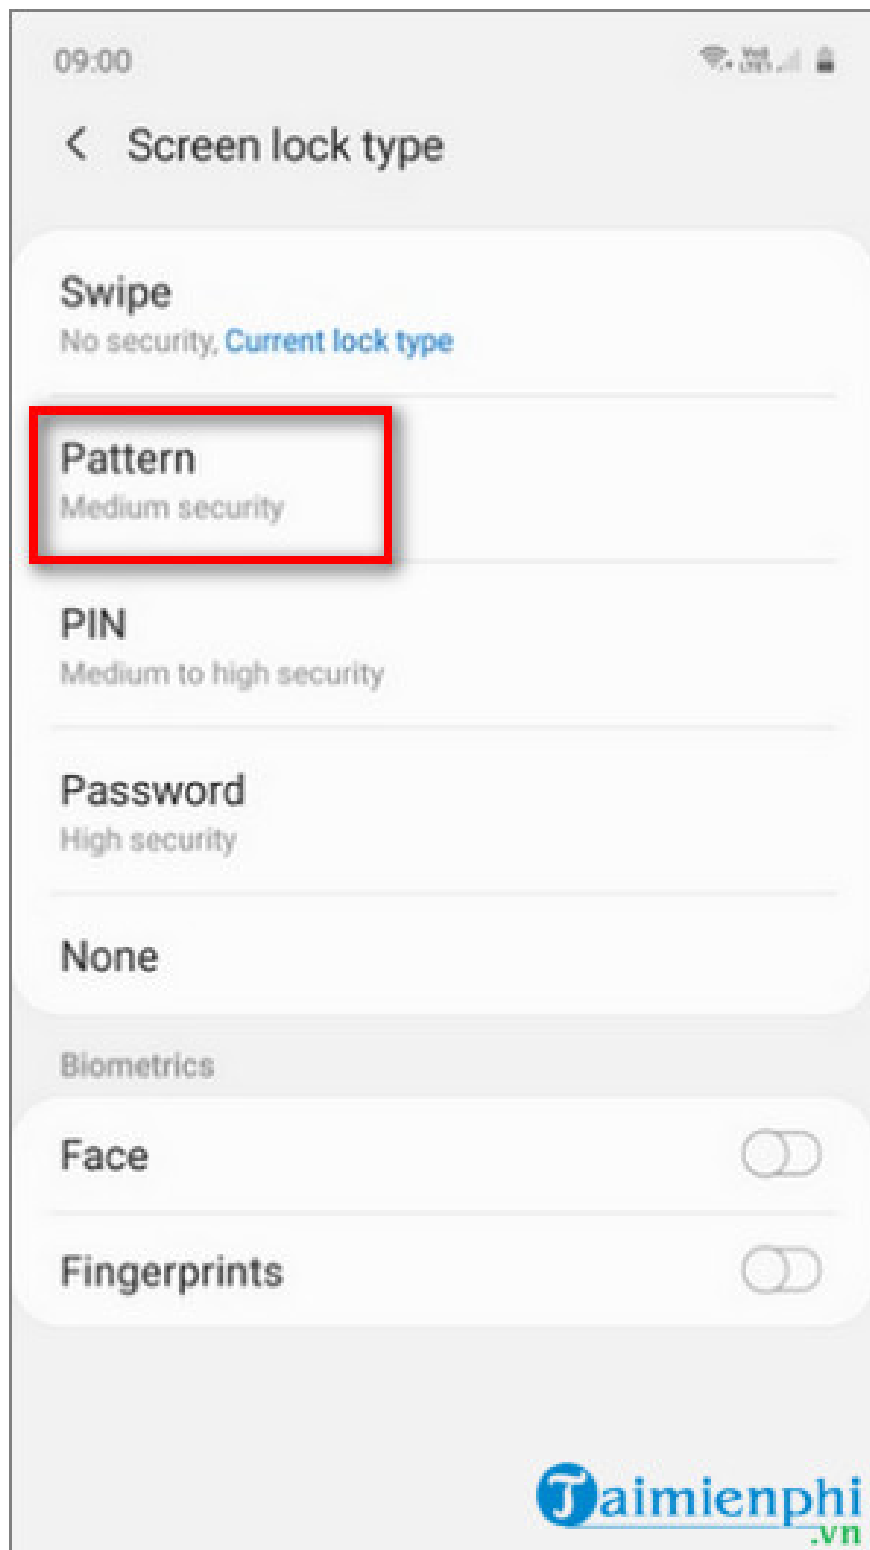 09:00
Screen lock type
Swipe
No security, Current lock type
Pattern
Medium security
PIN
Medium to high security
Password
High security
None
Biometrics
Face
Fingerprints
Taimienphi
.vn